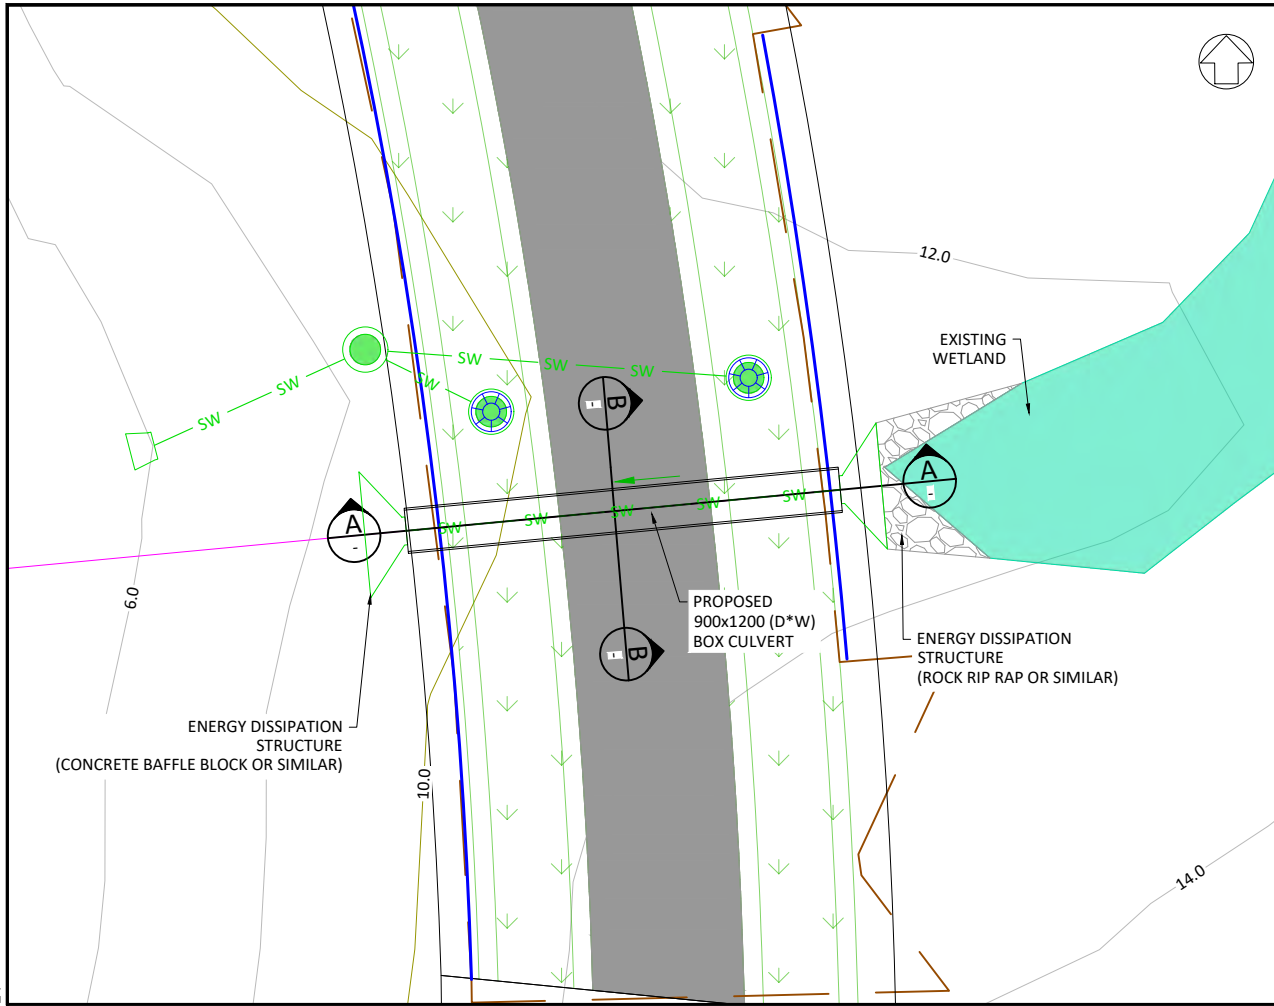 12.0
EXISTING
WETLAND
SW
SW
SW
SW
SW
SW
B
-
A
-
A
-
SW
SW
SW
SW
SW
6.0
PROPOSED
900x1200 (D*W)
BOX CULVERT
B
-
ENERGY DISSIPATION
STRUCTURE
(ROCK RIP RAP OR SIMILAR)
ENERGY DISSIPATION
STRUCTURE
(CONCRETE BAFFLE BLOCK OR SIMILAR)
10.0
14.0